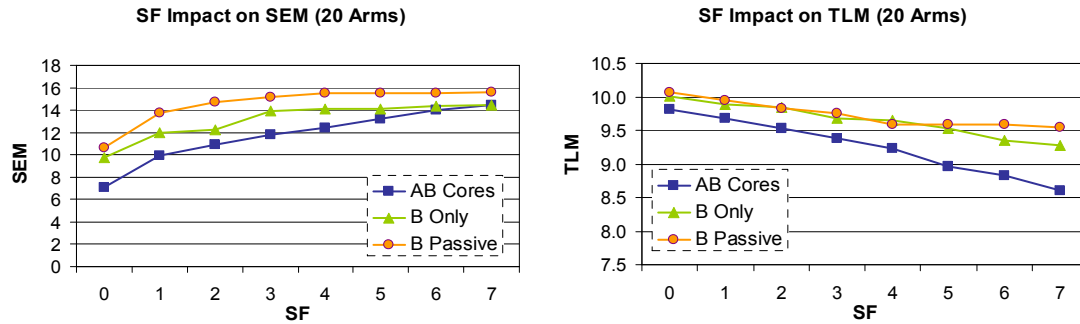 SF Impact on SEM (20 Arms)
18
16
14
12
10
8
6
4
2
0
SEM
AB Cores
B Only
B Passive
0 1 2 3 4 5 6 7
SF
SF Impact on TLM (20 Arms)
10.5
10.0
9.5
9.0
8.5
8.0
7.5
TLM
AB Cores
B Only
B Passive
0 1 2 3 4 5 6 7
SF